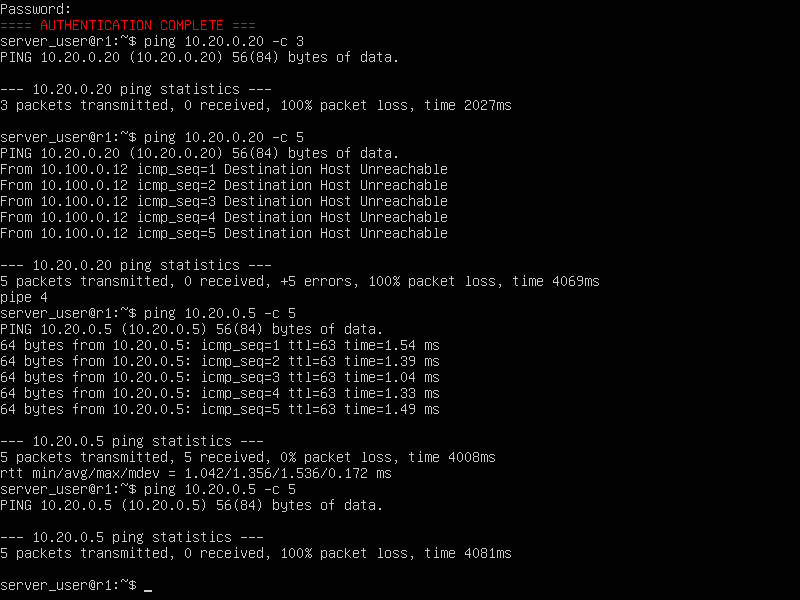 Password:
==== AUTHENTICATION COMPLETE ===
server_user@r1:~$ ping 10.20.0.20 -c 3
PING 10.20.0.20 (10.20.0.20) 56(84) bytes of data.

--- 10.20.0.20 ping statistics ---
3 packets transmitted, 0 received, 100% packet loss, time 2027ms

server_user@r1:~$ ping 10.20.0.20 -c 5
PING 10.20.0.20 (10.20.0.20) 56(84) bytes of data.
From 10.100.0.12 icmp_seq=1 Destination Host Unreachable
From 10.100.0.12 icmp_seq=2 Destination Host Unreachable
From 10.100.0.12 icmp_seq=3 Destination Host Unreachable
From 10.100.0.12 icmp_seq=4 Destination Host Unreachable
From 10.100.0.12 icmp_seq=5 Destination Host Unreachable

--- 10.20.0.20 ping statistics ---
5 packets transmitted, 0 received, +5 errors, 100% packet loss, time 4069ms
pipe 4
server_user@r1:~$ ping 10.20.0.5 -c 5
PING 10.20.0.5 (10.20.0.5) 56(84) bytes of data.
64 bytes from 10.20.0.5: icmp_seq=1 ttl=63 time=1.54 ms
64 bytes from 10.20.0.5: icmp_seq=2 ttl=63 time=1.39 ms
64 bytes from 10.20.0.5: icmp_seq=3 ttl=63 time=1.04 ms
64 bytes from 10.20.0.5: icmp_seq=4 ttl=63 time=1.33 ms
64 bytes from 10.20.0.5: icmp_seq=5 ttl=63 time=1.49 ms

--- 10.20.0.5 ping statistics ---
5 packets transmitted, 5 received, 0% packet loss, time 4008ms
rtt min/avg/max/mdev = 1.042/1.356/1.536/0.172 ms
server_user@r1:~$ ping 10.20.0.5 -c 5
PING 10.20.0.5 (10.20.0.5) 56(84) bytes of data.

--- 10.20.0.5 ping statistics ---
5 packets transmitted, 0 received, 100% packet loss, time 4081ms

server_user@r1:~$ _